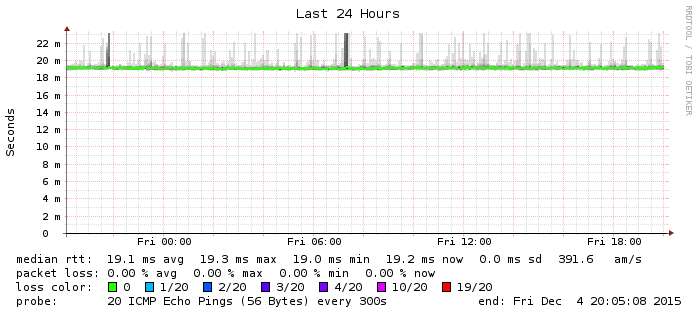 Last 24 Hours
RRDTOOL / TOBI OETIKER
Seconds
22 m
20 m
18 m
16 m
14 m
12 m
10 m
8 m
6 m
4 m
2 m
0
Fri 00:00 Fri 06:00 Fri 12:00 Fri 18:00
median rtt: 19.1 ms avg 19.3 ms max 19.0 ms min 19.2 ms now 0.0 ms sd 391.6 am/s
packet loss: 0.00 % avg 0.00 % max 0.00 % min 0.00 % now
loss color: 0 1/20 2/20 3/20 4/20 10/20 19/20
probe: 20 ICMP Echo Pings (56 Bytes) every 300s end: Fri Dec 4 20:05:08 2015